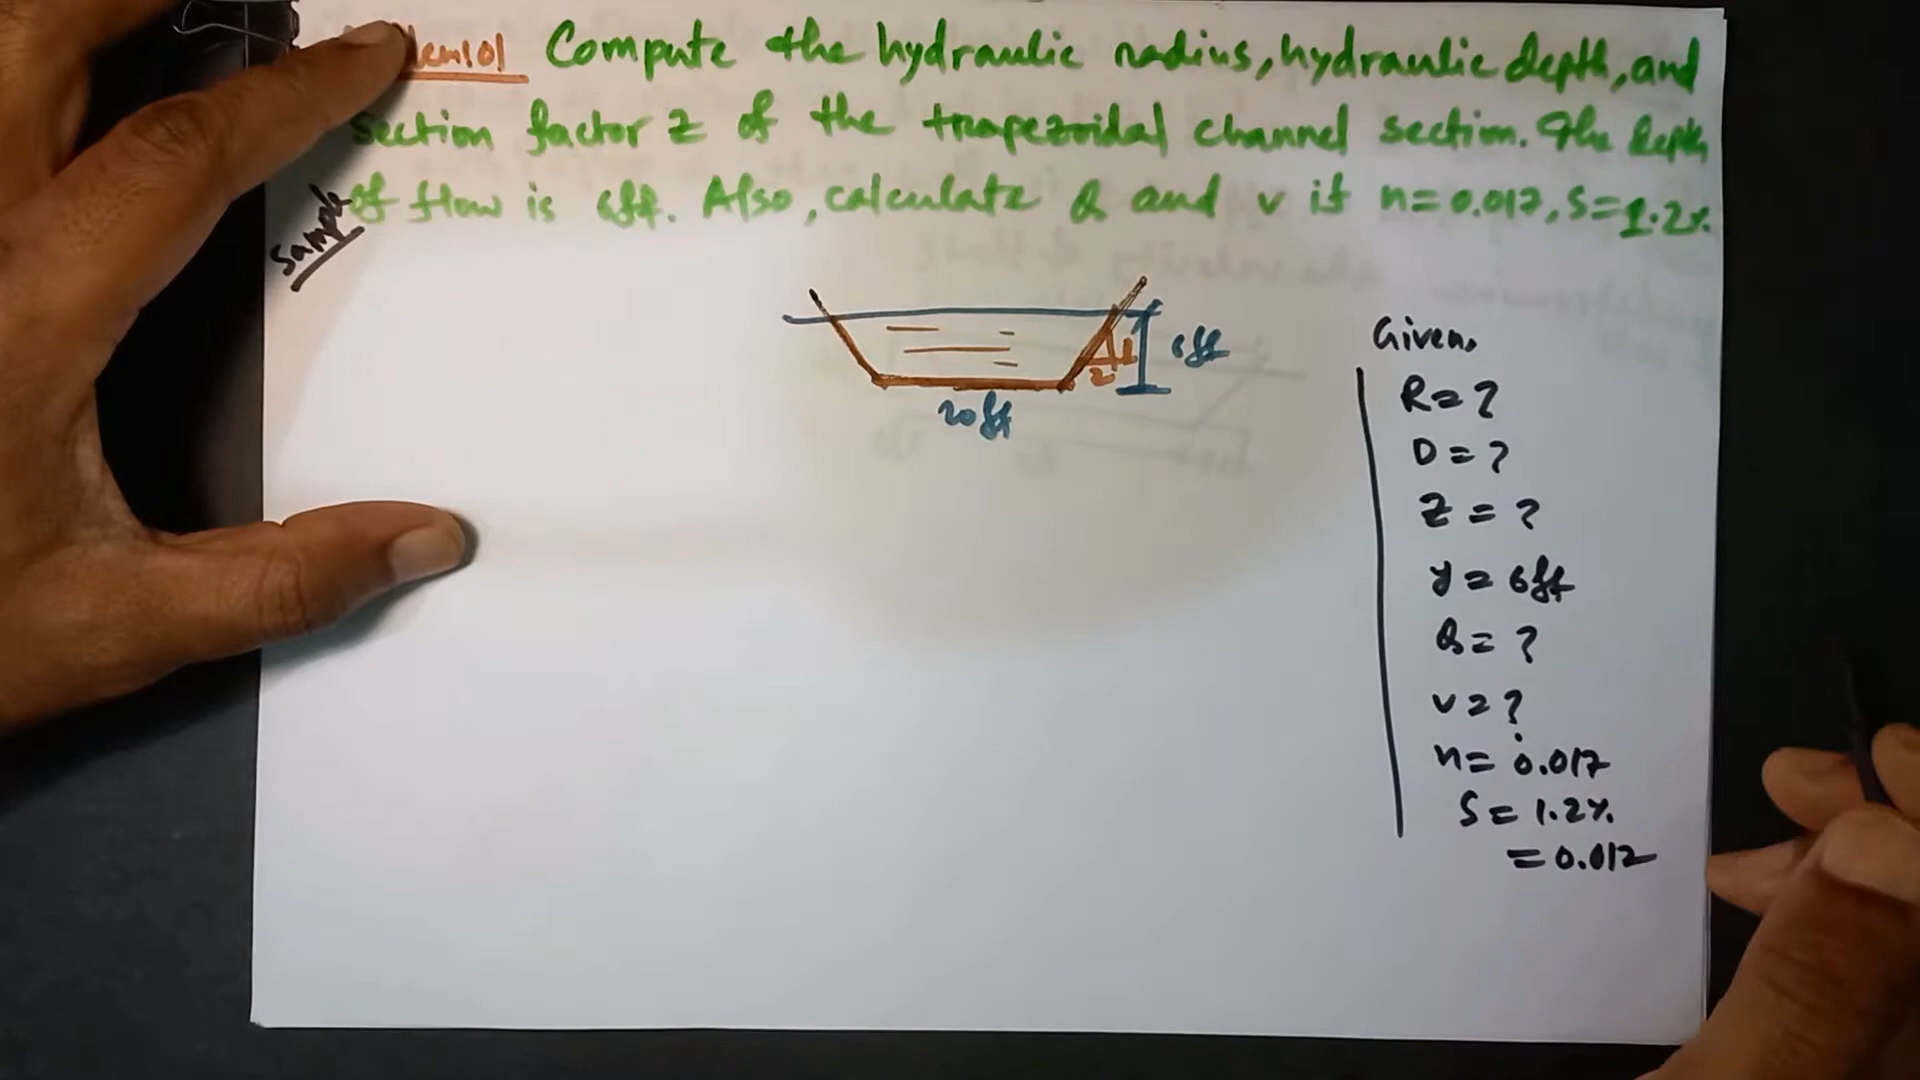 Compute the hydraulic radius, hydraulic depth, and
section factor Z of the trapezoidal channel section. The depth
of flow is 6ft. Also, calculate Q and v if n=0.017, S=1.2%.
Sample
6ft
1
2
20ft
Given,
R=?
D=?
Z=?
y=6ft
Q=?
v=?
n=0.017
S=1.2%
=0.012